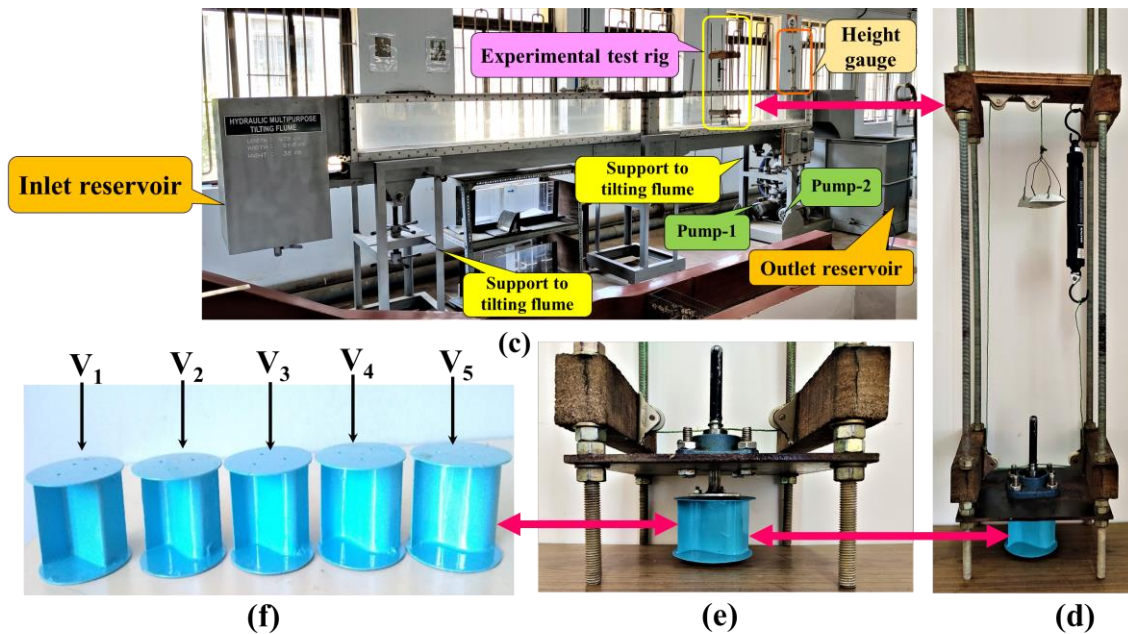 Experimental test rig
Height
gauge
HYDRAULIC MULTIPURPOSE
TILTING FLUME
Inlet reservoir
Support to
tilting flume
Pump-2
Pump-1
Outlet reservoir
Support to
tilting flume
(c)
V₁
V₂
V₃
V₄
V₅
(f)
(e)
(d)